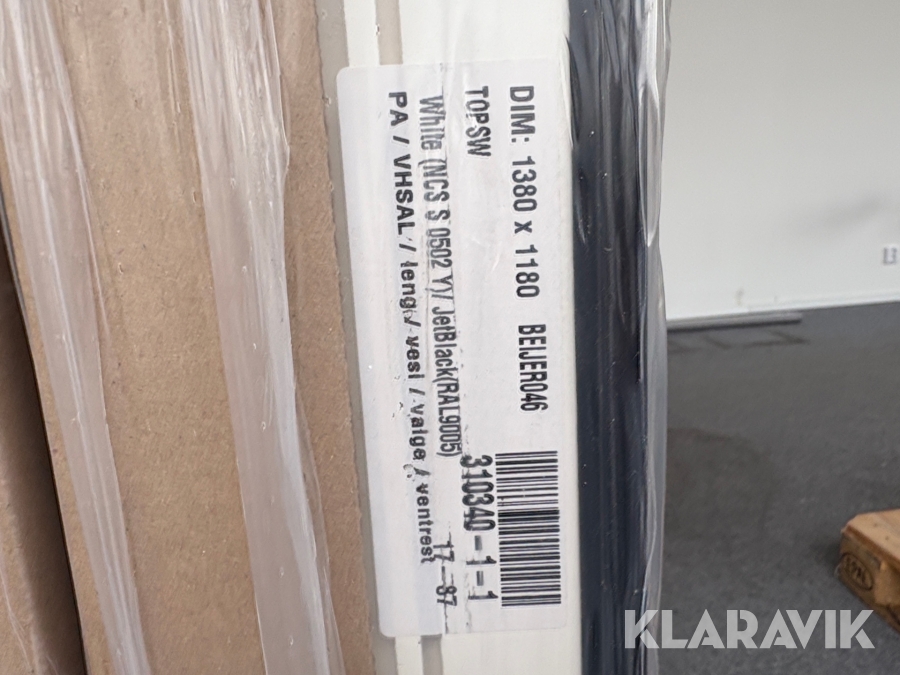 DIM: 1380 x 1180 BEIJER046
TOPSW
310340-1-1
White (NCS S 0502 Y)/ JetBlack(RAL9005)
17-87
PA / VHSAL / leng/ vesi / valge / ventrest
KLARAVIK